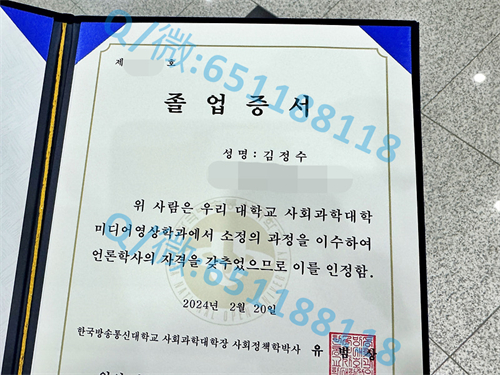 제 호
졸업증서
성명 : 김정수
위 사람은 우리 대학교 사회과학대학
미디어영상학과에서 소정의 과정을 이수하여
언론학사의 자격을 갖추었으므로 이를 인정함.
2024년 2월 20일
한국방송통신대학교 사회과학대학장 사회정책학박사 유 범 상
Q/微:651188118
Q/微:651188118